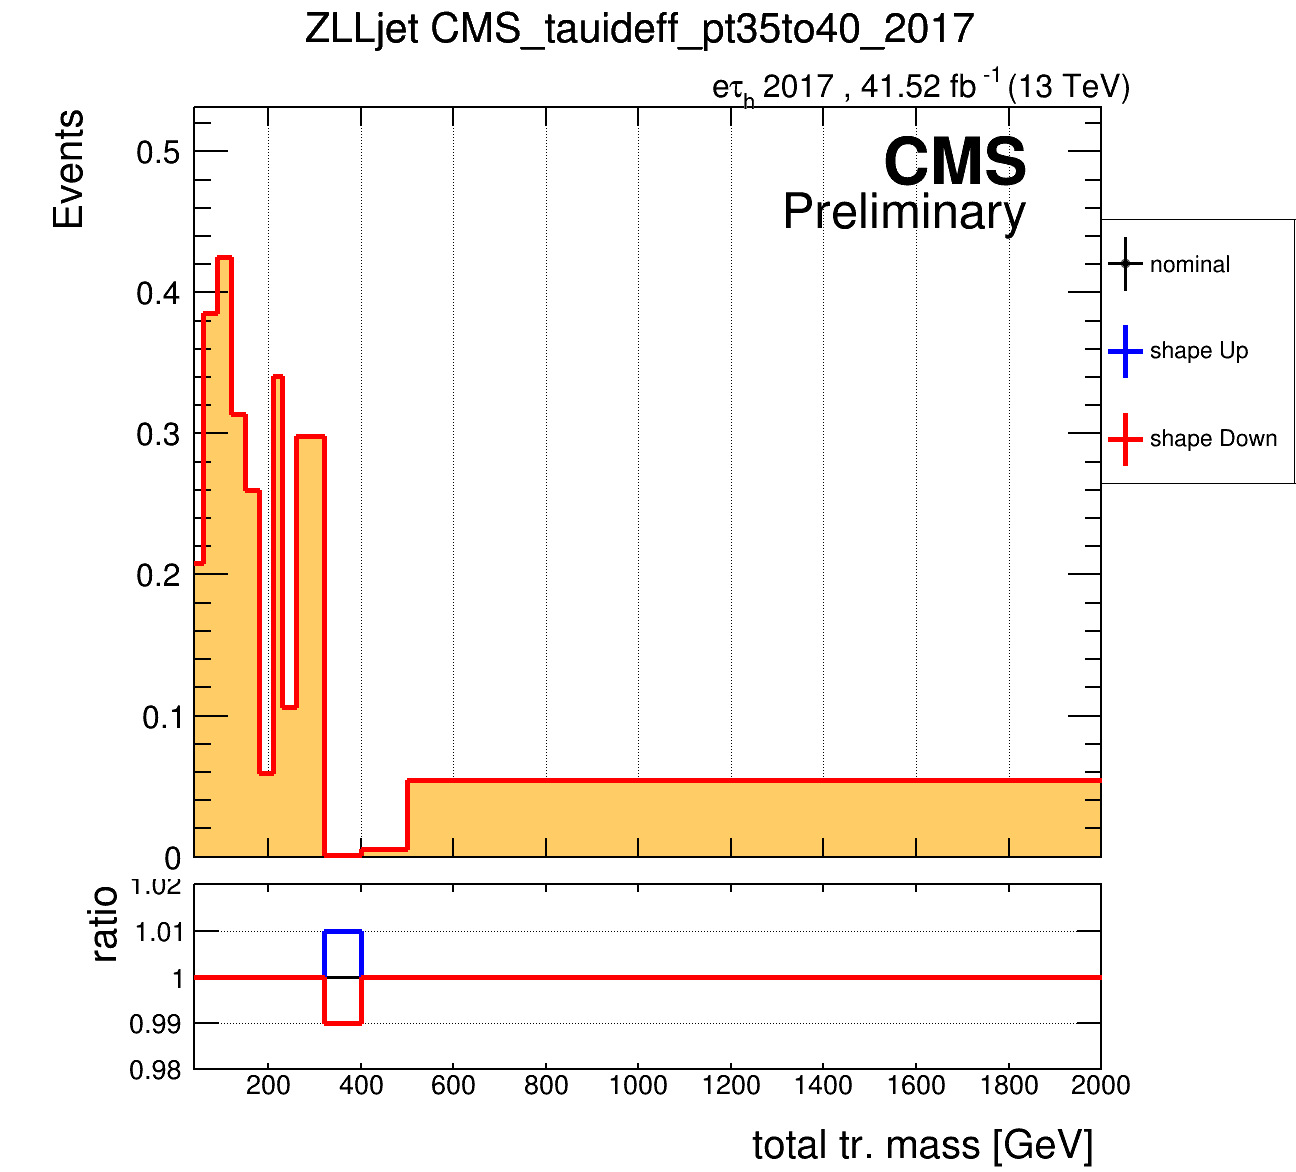 ZLLjet CMS_tauideff_pt35to40_2017
eτh 2017 , 41.52 fb -1 (13 TeV)
Events
CMS
Preliminary
0.5
0.4
0.3
0.2
0.1
0
nominal
shape Up
shape Down
ratio
1.02
1.01
1
0.99
0.98
200 400 600 800 1000 1200 1400 1600 1800 2000
total tr. mass [GeV]